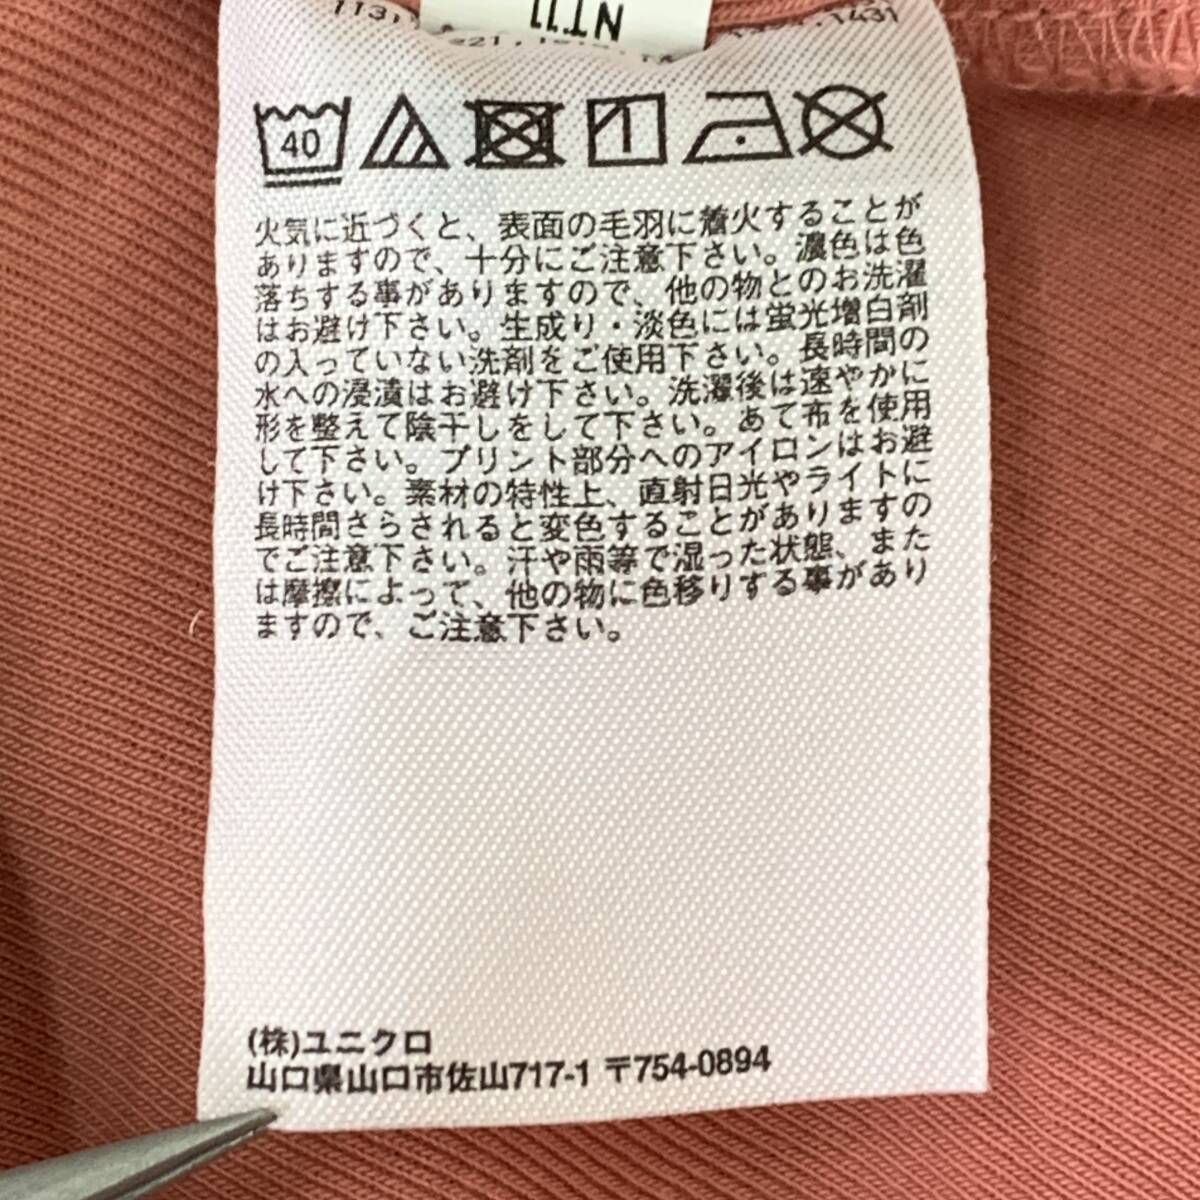 NT11
40
火気に近づくと、表面の毛羽に着火することが
ありますので、十分にご注意下さい。濃色は色
落ちする事がありますので、他の物とのお洗濯
はお避け下さい。生成り・淡色には蛍光増白剤
の入っていない洗剤をご使用下さい。長時間の
水への浸漬はお避け下さい。洗濯後は速やかに
形を整えて陰干しをして下さい。あて布を使用
して下さい。プリント部分へのアイロンはお避
け下さい。素材の特性上、直射日光やライトに
長時間さらされると変色することがありますの
でご注意下さい。汗や雨等で湿った状態、また
は摩擦によって、他の物に色移りする事があり
ますので、ご注意下さい。
(株)ユニクロ
山口県山口市佐山717-1 〒754-0894